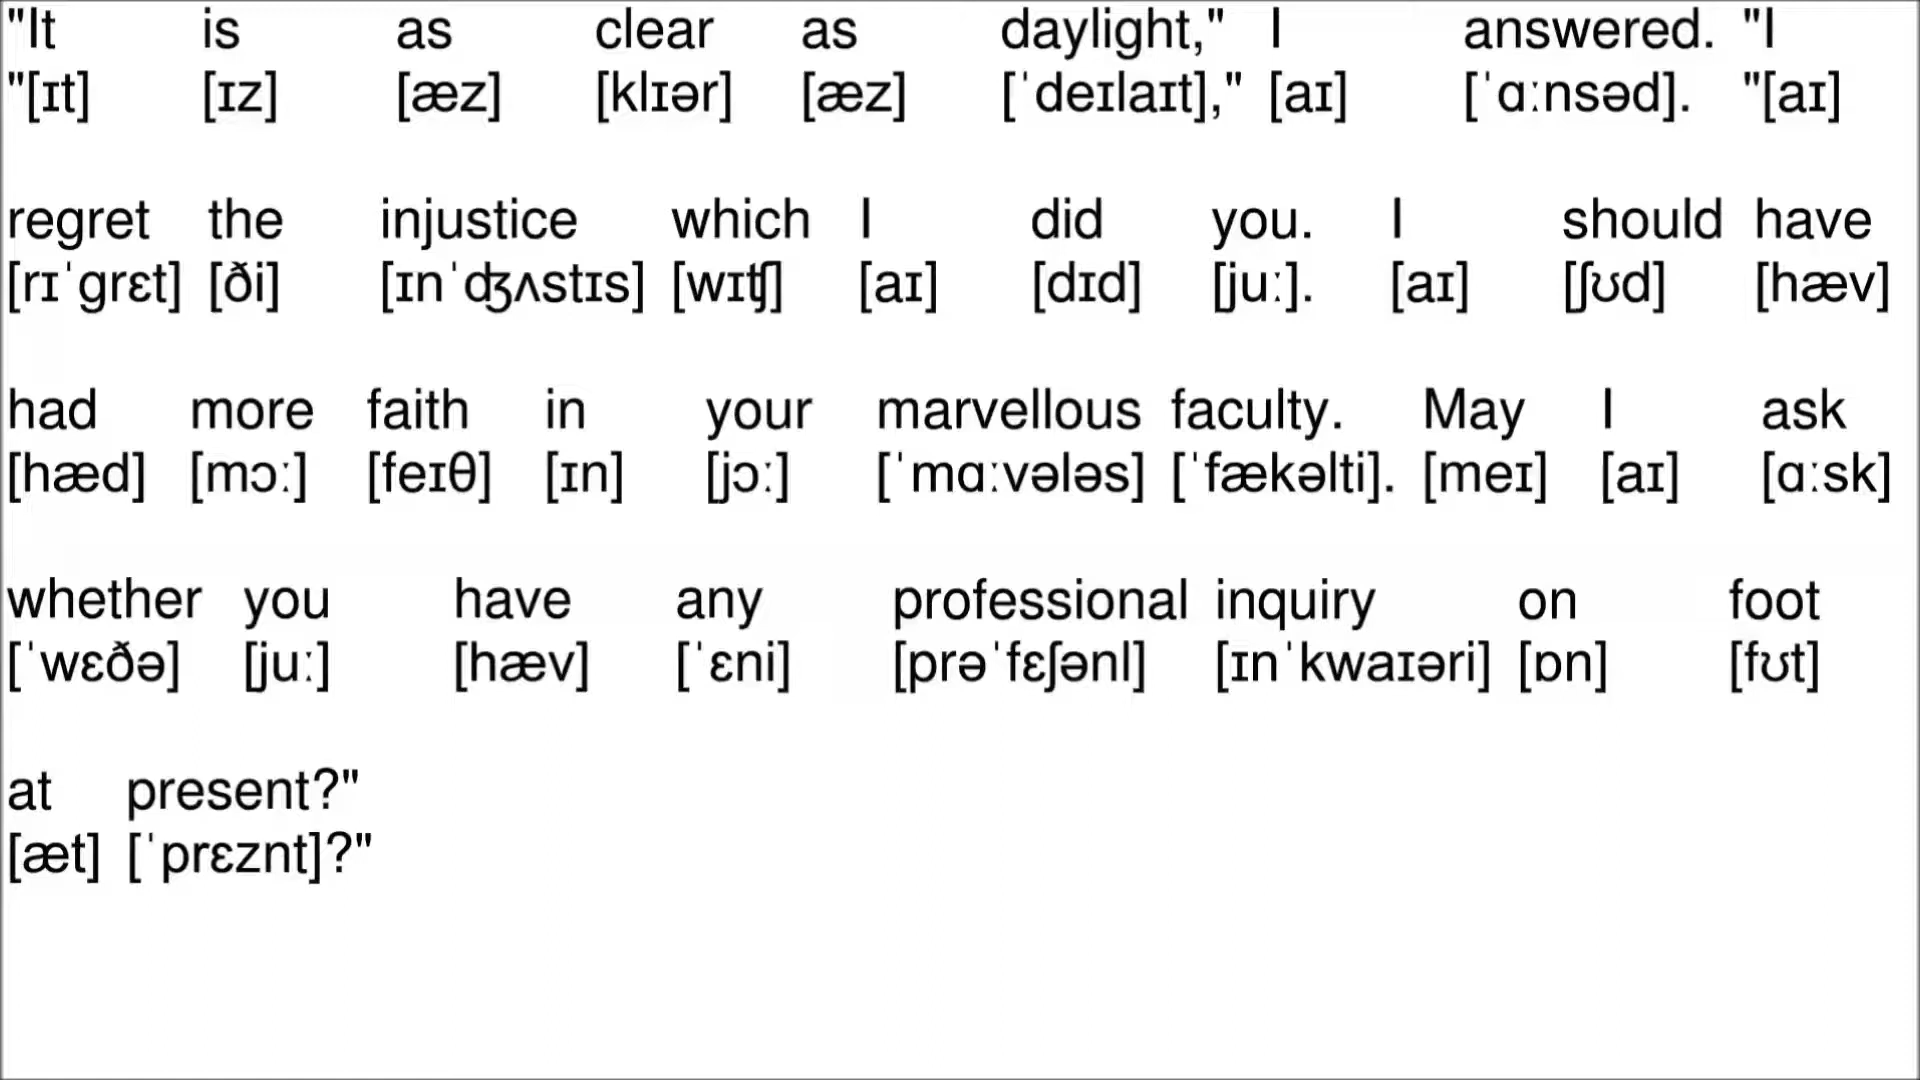 "It is as clear as daylight," I answered. "I
"[ɪt] [ɪz] [æz] [klɪər] [æz] [ˈdeɪlaɪt]," [aɪ] [ˈɑːnsəd]. "[aɪ]
regret the injustice which I did you. I should have
[rɪˈgrɛt] [ði] [ɪnˈʤʌstɪs] [wɪʧ] [aɪ] [dɪd] [juː]. [aɪ] [ʃʊd] [hæv]
had more faith in your marvellous faculty. May I ask
[hæd] [mɔː] [feɪθ] [ɪn] [jɔː] [ˈmɑːvələs] [ˈfækəlti]. [meɪ] [aɪ] [ɑːsk]
whether you have any professional inquiry on foot
[ˈwɛðə] [juː] [hæv] [ˈɛni] [prəˈfɛʃənl] [ɪnˈkwaɪəri] [ɒn] [fʊt]
at present?"
[æt] [ˈprɛznt]?"